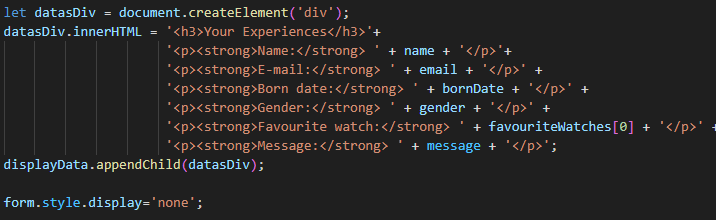 let datasDiv = document.createElement('div');
datasDiv.innerHTML = '<h3>Your Experiences</h3>'+
'<p><strong>Name:</strong> ' + name + '</p>'+
'<p><strong>E-mail:</strong> ' + email + '</p>' +
'<p><strong>Born date:</strong> ' + bornDate + '</p>' +
'<p><strong>Gender:</strong> ' + gender + '</p>' +
'<p><strong>Favourite watch:</strong> ' + favouriteWatches[0] + '</p>' +
'<p><strong>Message:</strong> ' + message + '</p>';
displayData.appendChild(datasDiv);
form.style.display='none';